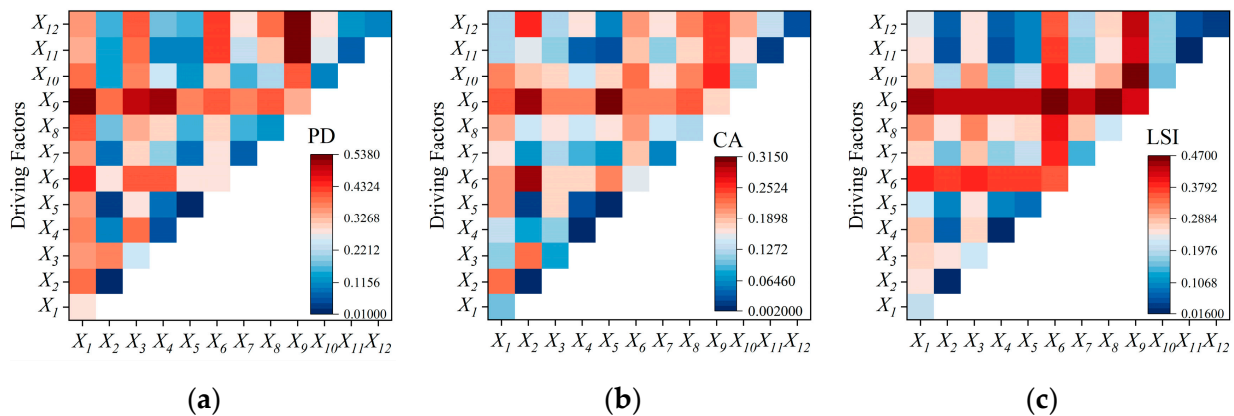 Driving Factors
X12
X11
X10
X9
X8
X7
X6
X5
X4
X3
X2
X1
X1 X2 X3 X4 X5 X6 X7 X8 X9 X10 X11 X12
PD
0.5380
0.4324
0.3268
0.2212
0.1156
0.01000
(a)
Driving Factors
X12
X11
X10
X9
X8
X7
X6
X5
X4
X3
X2
X1
X1 X2 X3 X4 X5 X6 X7 X8 X9 X10 X11 X12
CA
0.3150
0.2524
0.1898
0.1272
0.06460
0.002000
(b)
Driving Factors
X12
X11
X10
X9
X8
X7
X6
X5
X4
X3
X2
X1
X1 X2 X3 X4 X5 X6 X7 X8 X9 X10 X11 X12
LSI
0.4700
0.3792
0.2884
0.1976
0.1068
0.01600
(c)